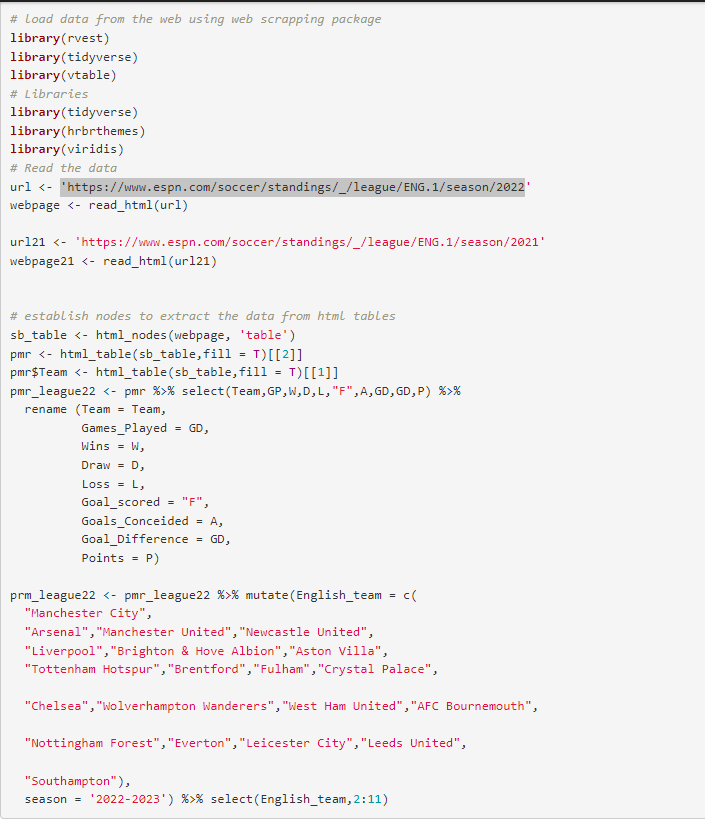 # load data from the web using web scrapping package
library(rvest)
library(tidyverse)
library(vtable)
# Libraries
library(tidyverse)
library(hrbrthemes)
library(viridis)
# Read the data
url <- 'https://www.espn.com/soccer/standings/_/league/ENG.1/season/2022'
webpage <- read_html(url)
url21 <- 'https://www.espn.com/soccer/standings/_/league/ENG.1/season/2021'
webpage21 <- read_html(url21)
# establish nodes to extract the data from html tables
sb_table <- html_nodes(webpage, 'table')
pmr <- html_table(sb_table,fill = T)[[2]]
pmr$Team <- html_table(sb_table,fill = T)[[1]]
pmr_league22 <- pmr %>% select(Team,GP,W,D,L,"F",A,GD,GD,P) %>%
  rename (Team = Team,
          Games_Played = GD,
          Wins = W,
          Draw = D,
          Loss = L,
          Goal_scored = "F",
          Goals_Conceided = A,
          Goal_Difference = GD,
          Points = P)
prm_league22 <- pmr_league22 %>% mutate(English_team = c(
  "Manchester City",
  "Arsenal","Manchester United","Newcastle United",
  "Liverpool","Brighton & Hove Albion","Aston Villa",
  "Tottenham Hotspur","Brentford","Fulham","Crystal Palace",
  "Chelsea","Wolverhampton Wanderers","West Ham United","AFC Bournemouth",
  "Nottingham Forest","Everton","Leicester City","Leeds United",
  "Southampton"),
  season = '2022-2023') %>% select(English_team,2:11)